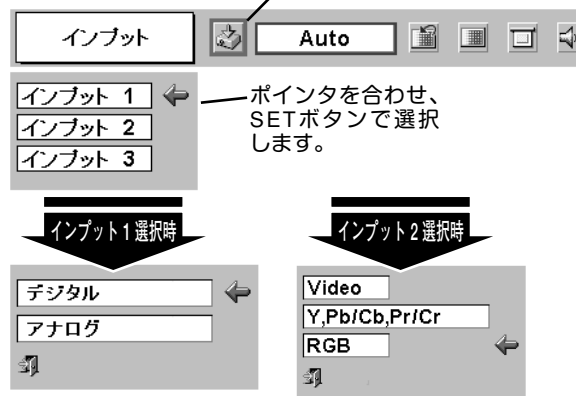 インプット
Auto
インプット 1
インプット 2
インプット 3
ポインタを合わせ、
SETボタンで選択
します。
インプット1選択時
インプット2選択時
デジタル
アナログ
Video
Y,Pb/Cb,Pr/Cr
RGB